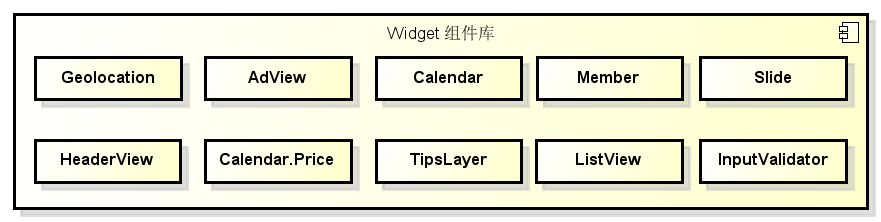 Widget 组件库
Geolocation
AdView
Calendar
Member
Slide
HeaderView
Calendar.Price
TipsLayer
ListView
InputValidator